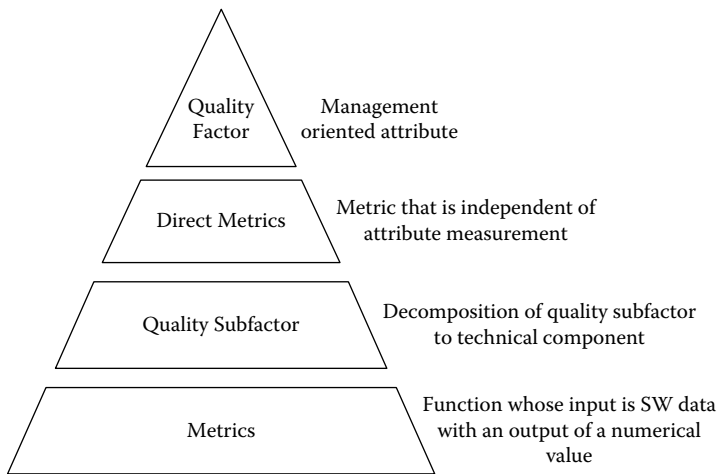 Quality
Factor
Management
oriented attribute
Direct Metrics
Metric that is independent of
attribute measurement
Quality Subfactor
Decomposition of quality subfactor
to technical component
Metrics
Function whose input is SW data
with an output of a numerical
value